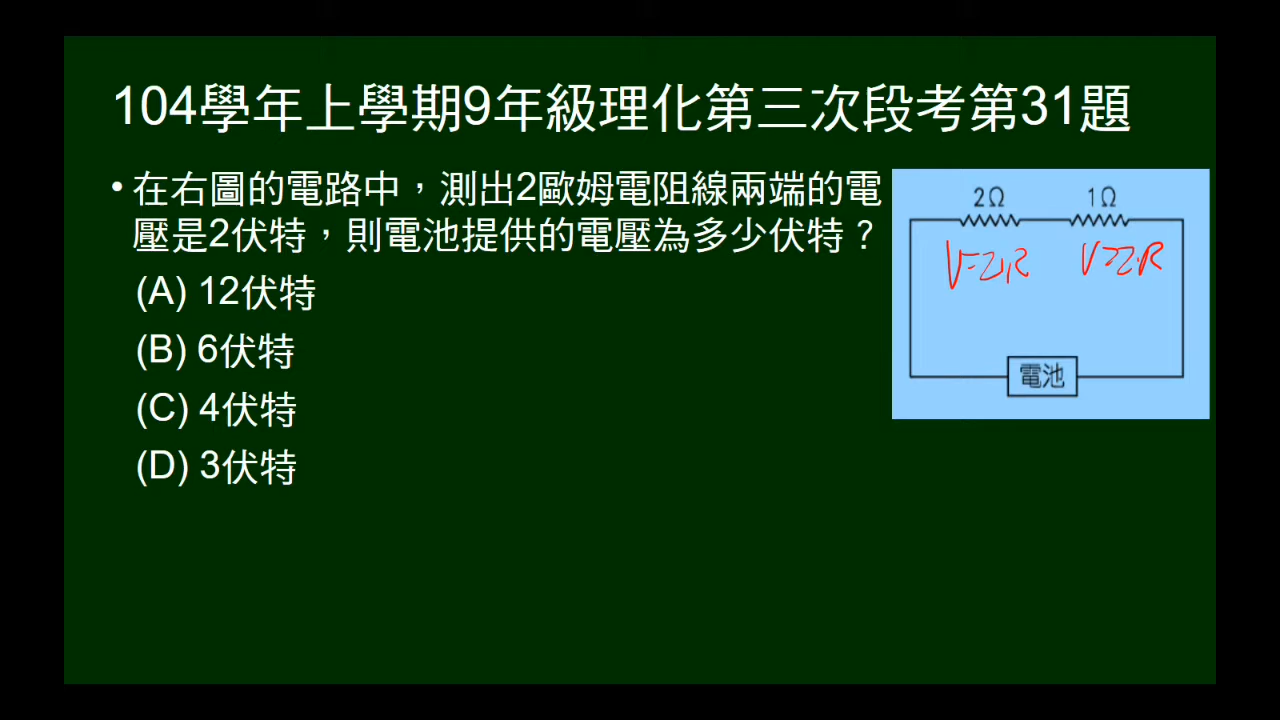 104學年上學期9年級理化第三次段考第31題
• 在右圖的電路中，測出2歐姆電阻線兩端的電
壓是2伏特，則電池提供的電壓為多少伏特？
(A) 12伏特
(B) 6伏特
(C) 4伏特
(D) 3伏特
2Ω 1Ω
V=IR V=IR
電池